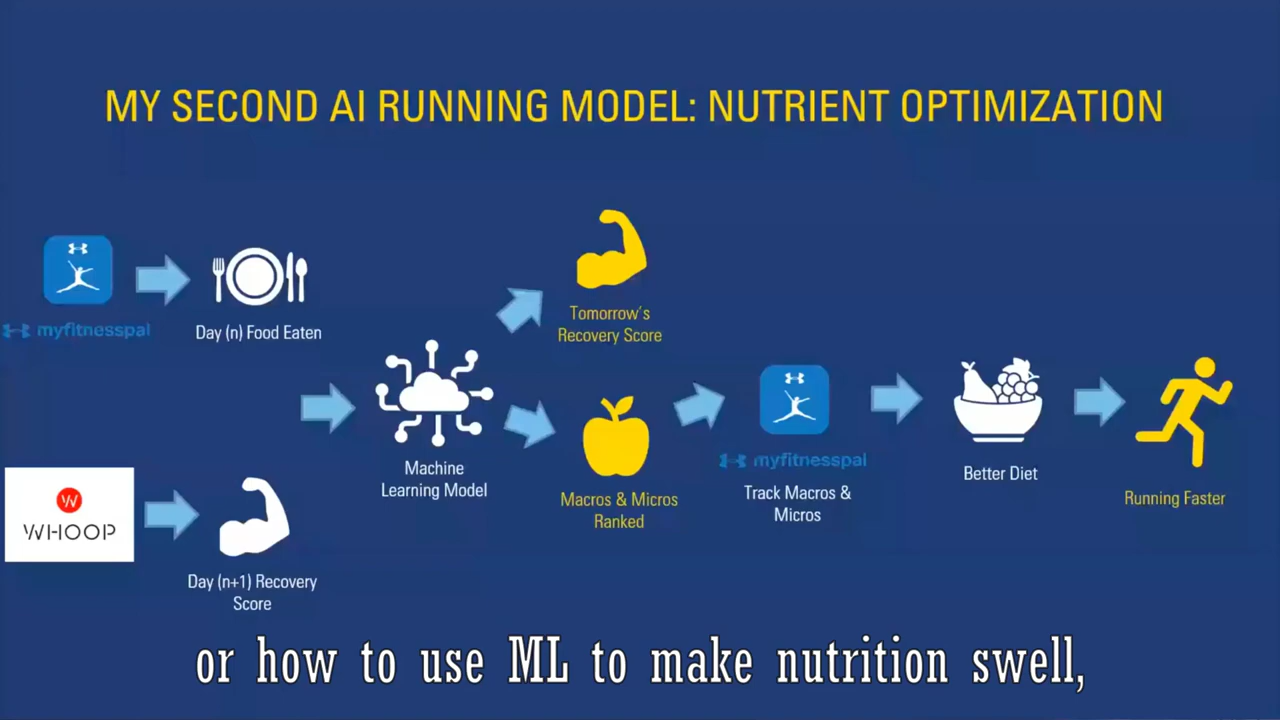 MY SECOND AI RUNNING MODEL: NUTRIENT OPTIMIZATION
myfitnesspal
Day (n) Food Eaten
W
WHOOP
Day (n+1) Recovery
Score
Machine
Learning Model
Tomorrow's
Recovery Score
Macros & Micros
Ranked
myfitnesspal
Track Macros &
Micros
Better Diet
Running Faster
or how to use ML to make nutrition swell,